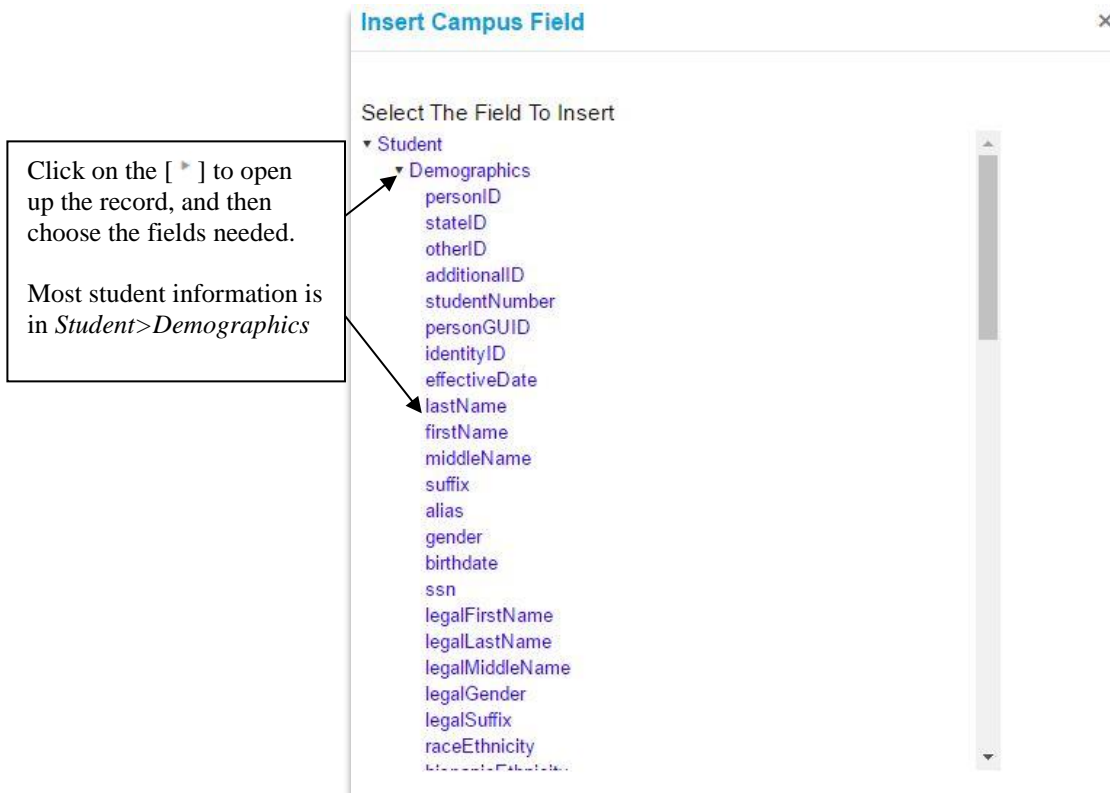 Insert Campus Field
×
Select The Field To Insert
▾ Student
▾ Demographics
personID
stateID
otherID
additionalID
studentNumber
personGUID
identityID
effectiveDate
lastName
firstName
middleName
suffix
alias
gender
birthdate
ssn
legalFirstName
legalLastName
legalMiddleName
legalGender
legalSuffix
raceEthnicity
Click on the [ ‣ ] to open
up the record, and then
choose the fields needed.
Most student information is
in Student>Demographics